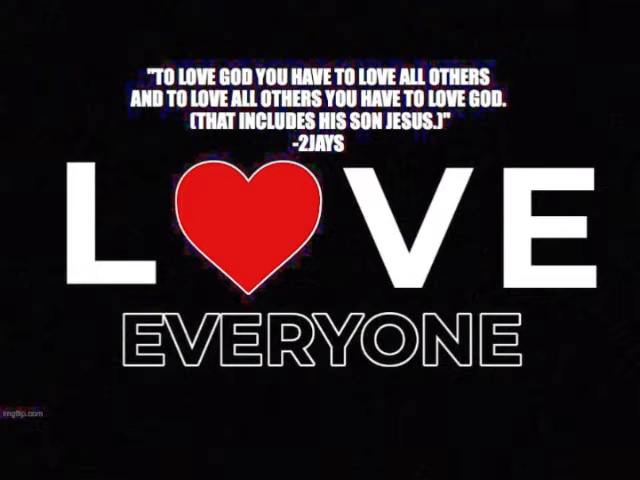 "TO LOVE GOD YOU HAVE TO LOVE ALL OTHERS
AND TO LOVE ALL OTHERS YOU HAVE TO LOVE GOD.
(THAT INCLUDES HIS SON JESUS.)"
-2JAYS
L❤VE
EVERYONE
imgflip.com